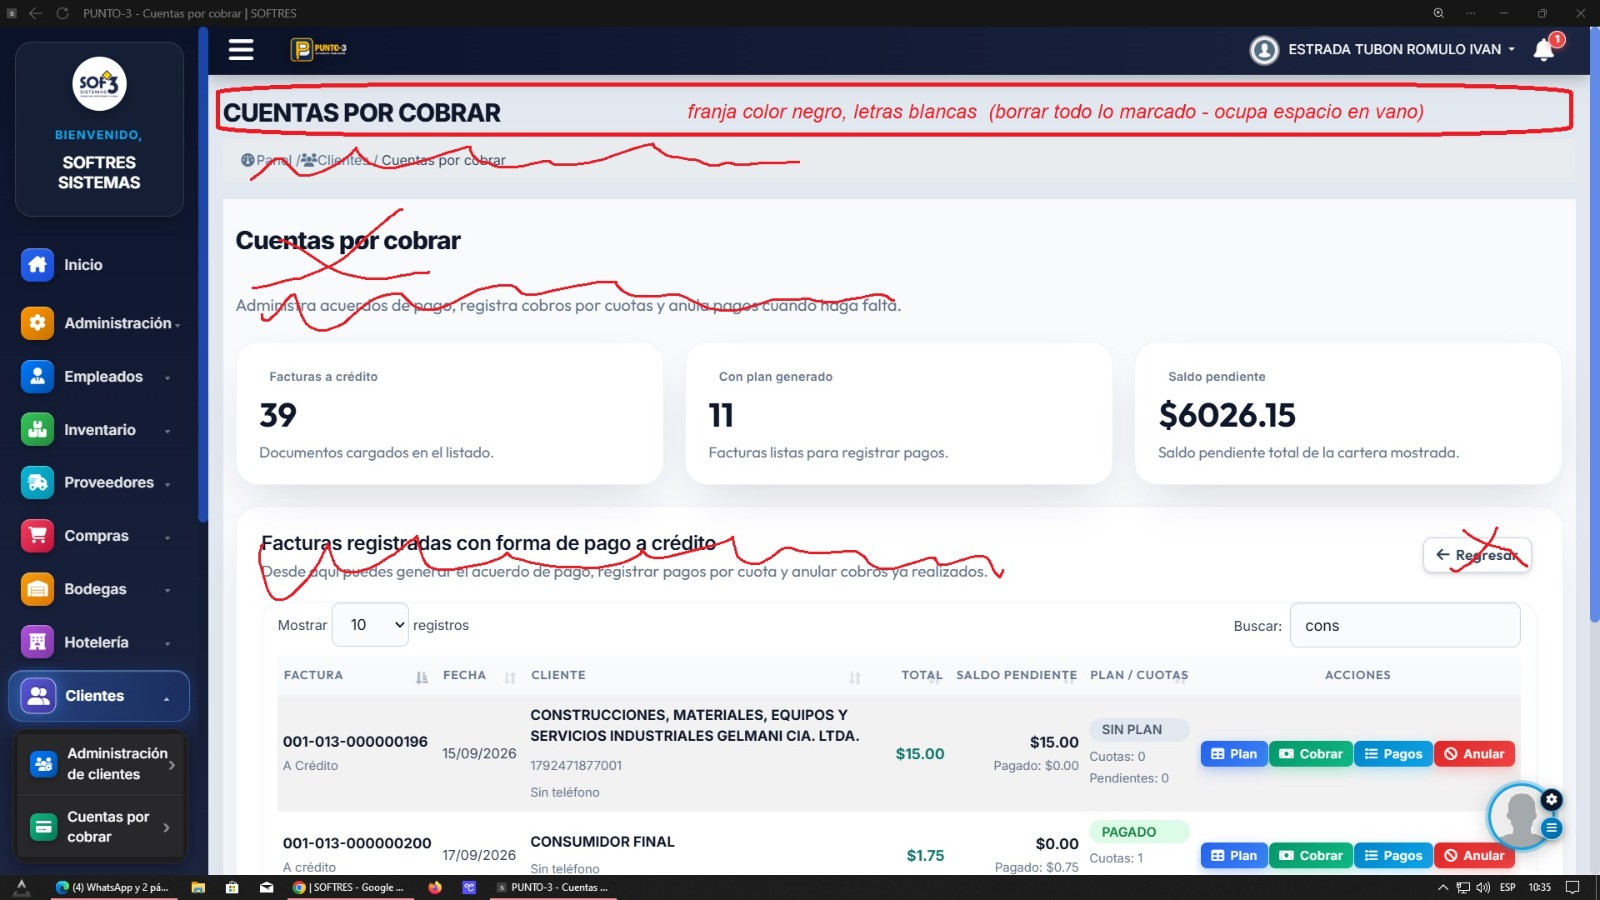 PUNTO-3 - Cuentas por cobrar | SOFTRES
PUNTO-3
ESTRADA TUBON ROMULO IVAN
1
SOF3
SISTEMAS
BIENVENIDO,
SOFTRES
SISTEMAS
Inicio
Administración
Empleados
Inventario
Proveedores
Compras
Bodegas
Hotelería
Clientes
Administración
de clientes
Cuentas por
cobrar
CUENTAS POR COBRAR
franja color negro, letras blancas (borrar todo lo marcado - ocupa espacio en vano)
Panel / Clientes / Cuentas por cobrar
Cuentas por cobrar
Administra acuerdos de pago, registra cobros por cuotas y anula pagos cuando haga falta.
Facturas a crédito
39
Documentos cargados en el listado.
Con plan generado
11
Facturas listas para registrar pagos.
Saldo pendiente
$6026.15
Saldo pendiente total de la cartera mostrada.
Facturas registradas con forma de pago a crédito
Desde aquí puedes generar el acuerdo de pago, registrar pagos por cuota y anular cobros ya realizados.
Regresar
Mostrar 10 registros
Buscar: cons
FACTURA FECHA CLIENTE TOTAL SALDO PENDIENTE PLAN / CUOTAS ACCIONES
001-013-000000196
A Crédito
15/09/2026
CONSTRUCCIONES, MATERIALES, EQUIPOS Y
SERVICIOS INDUSTRIALES GELMANI CIA. LTDA.
1792471877001
Sin teléfono
$15.00
$15.00
Pagado: $0.00
SIN PLAN
Cuotas: 0
Pendientes: 0
Plan Cobrar Pagos Anular
001-013-000000200
A crédito
17/09/2026
CONSUMIDOR FINAL
Sin teléfono
$1.75
$0.00
Pagado: $0.75
PAGADO
Cuotas: 1
Plan Cobrar Pagos Anular
(4) WhatsApp y 2 pá...
| SOFTRES - Google ...
PUNTO-3 - Cuentas ...
ESP
10:35